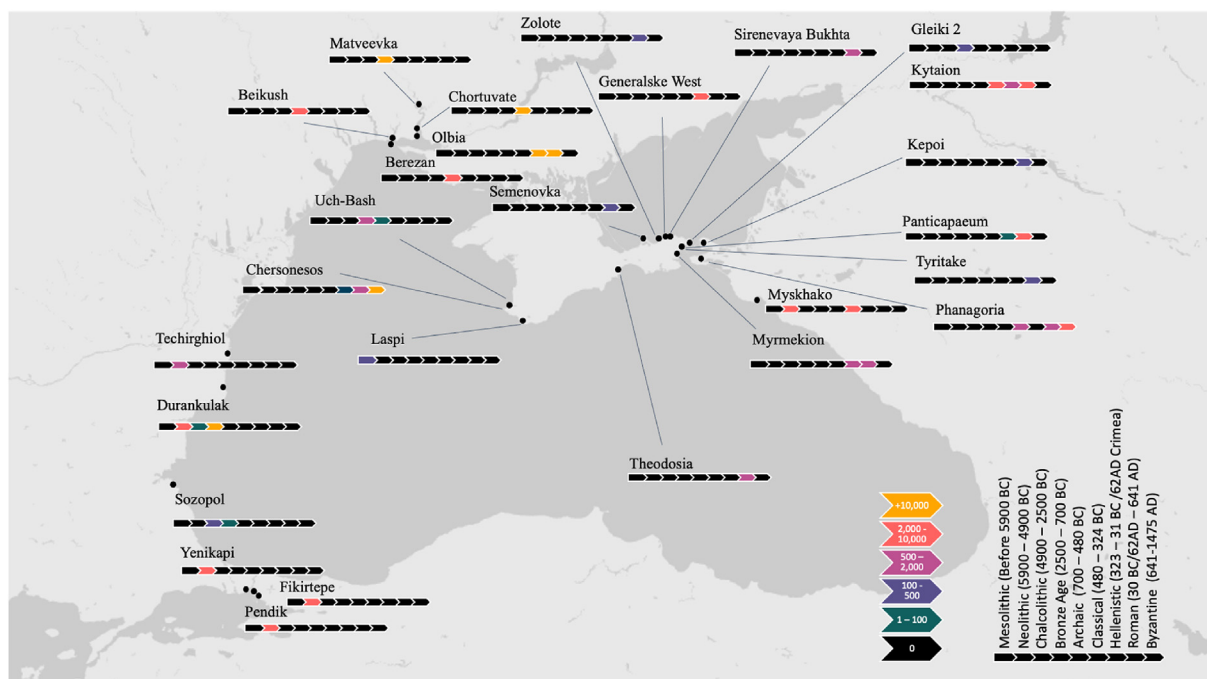 Zolote
Sirenevaya Bukhta
Gleiki 2
Matveevka
Kytaion
Generalske West
Beikush
Chortuvate
Olbia
Kepoi
Berezan
Semenovka
Uch-Bash
Panticapaeum
Tyritake
Chersonesos
Myskhako
Phanagoria
Techirghiol
Laspi
Myrmekion
Durankulak
Theodosia
Sozopol
Yenikapi
Fikirtepe
Pendik
+10,000
2,000 -
10,000
500 –
2,000
100 -
500
1 – 100
0
Mesolithic (Before 5900 BC)
Neolithic (5900 – 4900 BC)
Chalcolithic (4900 – 2500 BC)
Bronze Age (2500 – 700 BC)
Archaic (700 – 480 BC)
Classical (480 – 324 BC)
Hellenistic (323 – 31 BC /62AD Crimea)
Roman (30 BC/62AD – 641 AD)
Byzantine (641-1475 AD)